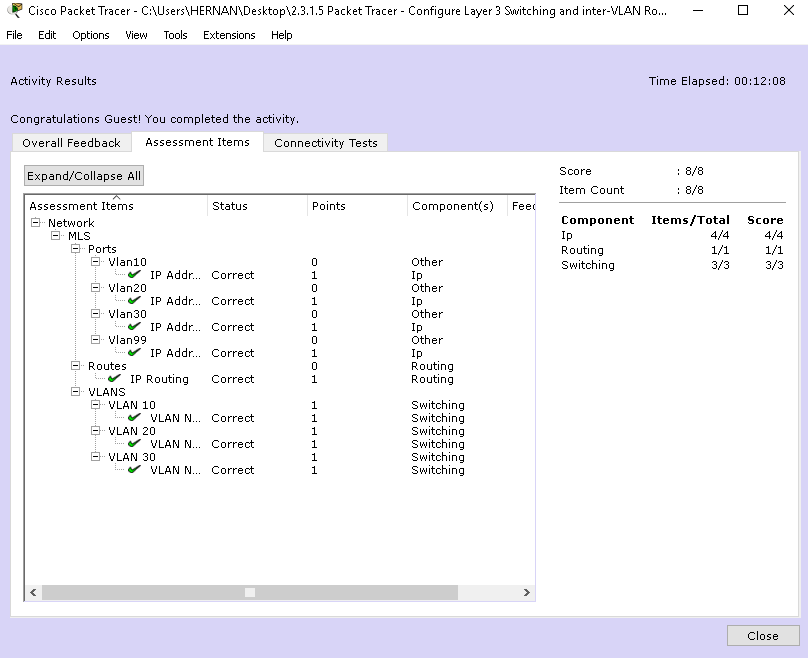 Cisco Packet Tracer - C:\Users\HERNAN\Desktop\2.3.1.5 Packet Tracer - Configure Layer 3 Switching and inter-VLAN Ro...
File Edit Options View Tools Extensions Help
Activity Results
Time Elapsed: 00:12:08
Congratulations Guest! You completed the activity.
Overall Feedback Assessment Items Connectivity Tests
Expand/Collapse All
Assessment Items Status Points Component(s) Feec
Network
MLS
Ports
Vlan10 0 Other
IP Addr... Correct 1 Ip
Vlan20 0 Other
IP Addr... Correct 1 Ip
Vlan30 0 Other
IP Addr... Correct 1 Ip
Vlan99 0 Other
IP Addr... Correct 1 Ip
Routes 0 Routing
IP Routing Correct 1 Routing
VLANS
VLAN 10 1 Switching
VLAN N... Correct 1 Switching
VLAN 20 1 Switching
VLAN N... Correct 1 Switching
VLAN 30 1 Switching
VLAN N... Correct 1 Switching
Score : 8/8
Item Count : 8/8
Component Items/Total Score
Ip 4/4 4/4
Routing 1/1 1/1
Switching 3/3 3/3
Close